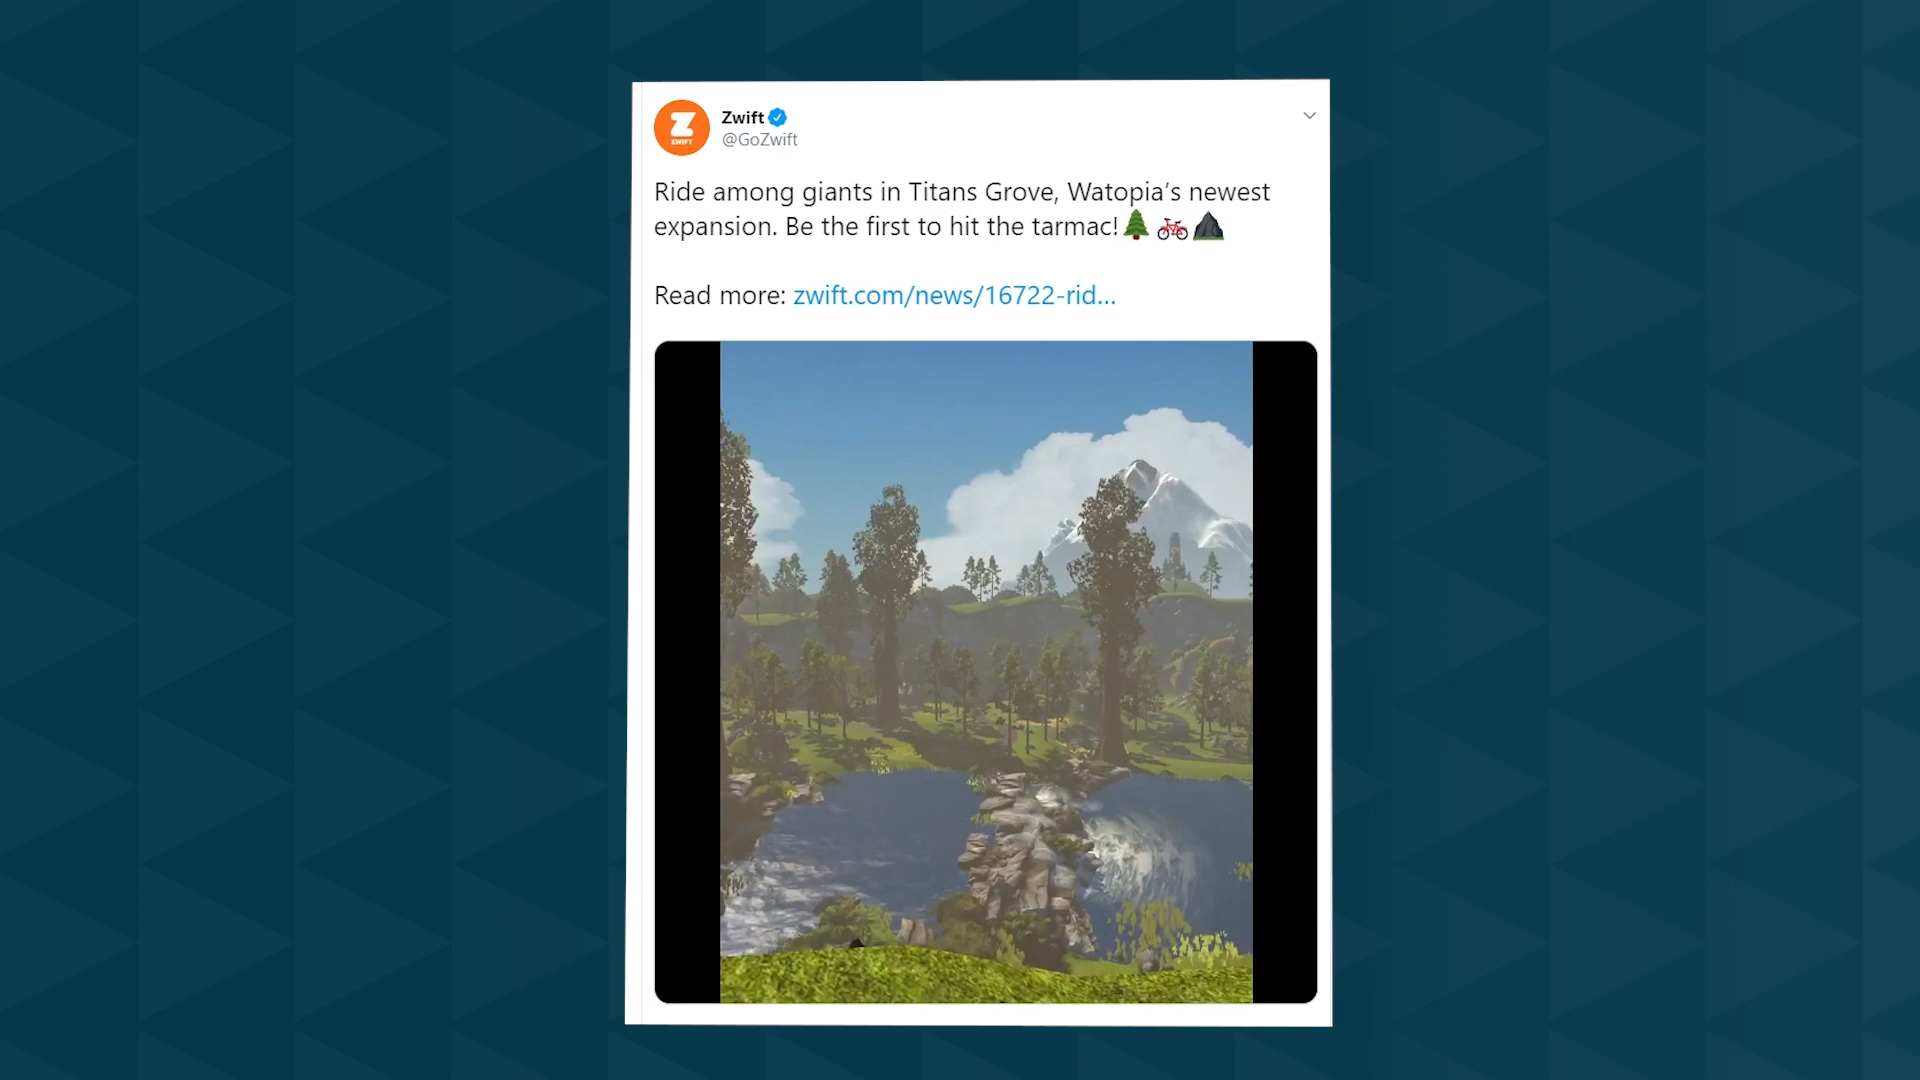 Zwift
@GoZwift
Z
ZWIFT
Ride among giants in Titans Grove, Watopia’s newest
expansion. Be the first to hit the tarmac!🌲 🚲 ⛰
Read more: zwift.com/news/16722-rid...